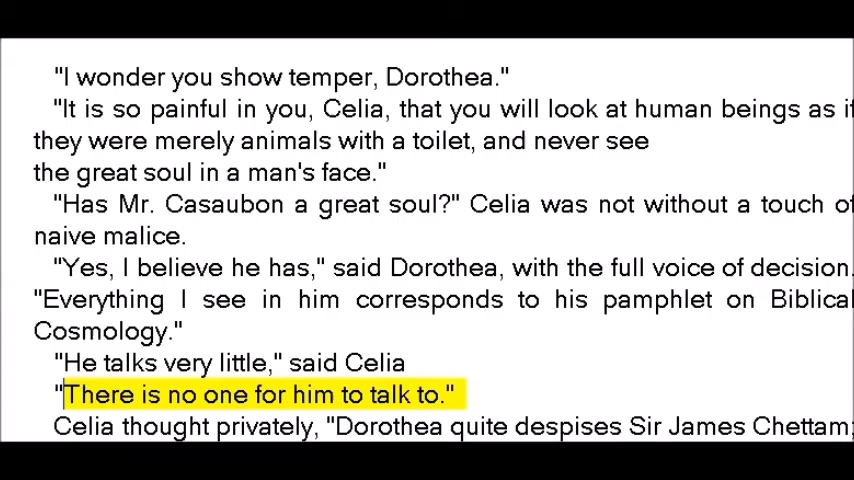 "I wonder you show temper, Dorothea."
"It is so painful in you, Celia, that you will look at human beings as if
they were merely animals with a toilet, and never see
the great soul in a man's face."
"Has Mr. Casaubon a great soul?" Celia was not without a touch of
naive malice.
"Yes, I believe he has," said Dorothea, with the full voice of decision.
"Everything I see in him corresponds to his pamphlet on Biblical
Cosmology."
"He talks very little," said Celia
"There is no one for him to talk to."
Celia thought privately, "Dorothea quite despises Sir James Chettam;